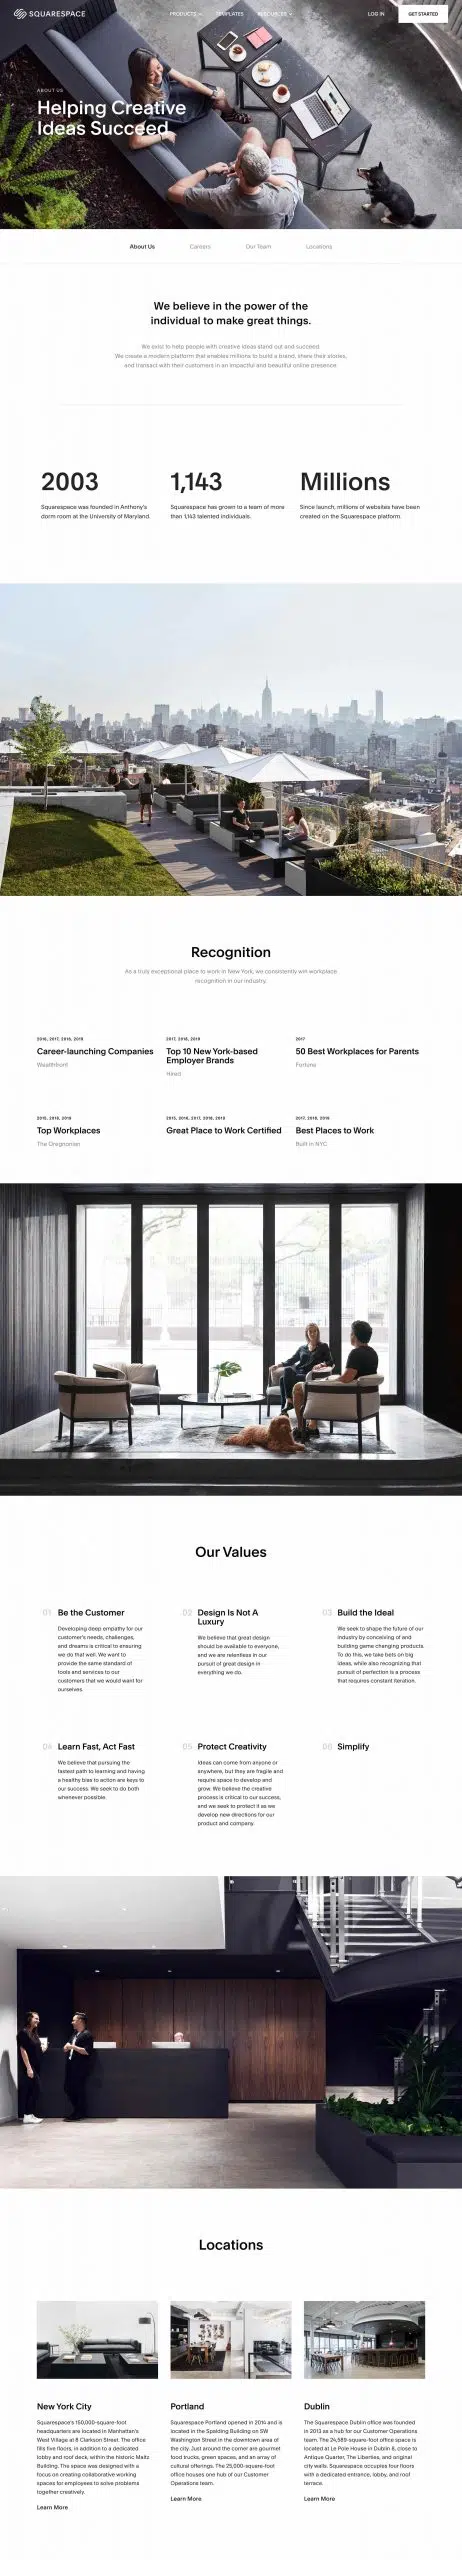 SQUARESPACE
PRODUCTS
TEMPLATES
RESOURCES
LOG IN
GET STARTED
ABOUT US
Helping Creative
Ideas Succeed
About Us
Careers
Our Team
Locations
We believe in the power of the
individual to make great things.
We exist to help people with creative ideas stand out and succeed.
We create a modern platform that enables millions to build a brand, share their stories,
and transact with their customers in an impactful and beautiful online presence.
2003
Squarespace was founded in Anthony's
dorm room at the University of Maryland.
1,143
Squarespace has grown to a team of more
than 1,143 talented individuals.
Millions
Since launch, millions of websites have been
created on the Squarespace platform.
Recognition
As a truly exceptional place to work in New York, we consistently win workplace
recognition in our industry.
2016, 2017, 2018, 2019
Career-launching Companies
Wealthfront
2017, 2018, 2019
Top 10 New York-based
Employer Brands
Hired
2017
50 Best Workplaces for Parents
Fortune
2015, 2018, 2019
Top Workplaces
The Oregonian
2015, 2016, 2017, 2018, 2019
Great Place to Work Certified
2017, 2018, 2019
Best Places to Work
Built in NYC
Our Values
01 Be the Customer
Developing deep empathy for our
customer's needs, challenges,
and dreams is critical to ensuring
we do that well. We want to
provide the same standard of
tools and services to our
customers that we would want for
ourselves.
02 Design Is Not A
Luxury
We believe that great design
should be available to everyone,
and we are relentless in our
pursuit of great design in
everything we do.
03 Build the Ideal
We seek to shape the future of our
industry by conceiving of and
building game changing products.
To do this, we take bets on big
ideas, while also recognizing that
pursuit of perfection is a process
that requires constant iteration.
04 Learn Fast, Act Fast
We believe that pursuing the
fastest path to learning and having
a healthy bias to action are keys to
our success. We seek to do both
whenever possible.
05 Protect Creativity
Ideas can come from anyone or
anywhere, but they are fragile and
require space to develop and
grow. We believe the creative
process is critical to our success,
and we seek to protect it as we
develop new directions for our
product and company.
06 Simplify
Locations
New York City
Squarespace's 150,000-square-foot
headquarters are located in Manhattan's
West Village at 8 Clarkson Street. The office
fills five floors, in addition to a dedicated
lobby and roof deck, within the historic Maltz
Building. The space was designed with a
focus on creating collaborative working
spaces for employees to solve problems
together creatively.
Learn More
Portland
Squarespace Portland opened in 2014 and is
located in the Spalding Building on SW
Washington Street in the downtown area of
the city. Just around the corner are gourmet
food trucks, green spaces, and an array of
cultural offerings. The 25,000-square-foot
office houses one hub of our Customer
Operations team.
Learn More
Dublin
The Squarespace Dublin office was founded
in 2013 as a hub for our Customer Operations
team. The 24,589-square-foot office space is
located at Le Pole House in Dublin 8, close to
Antique Quarter, The Liberties, and original
city walls. Squarespace occupies four floors
with a dedicated entrance, lobby, and roof
terrace.
Learn More